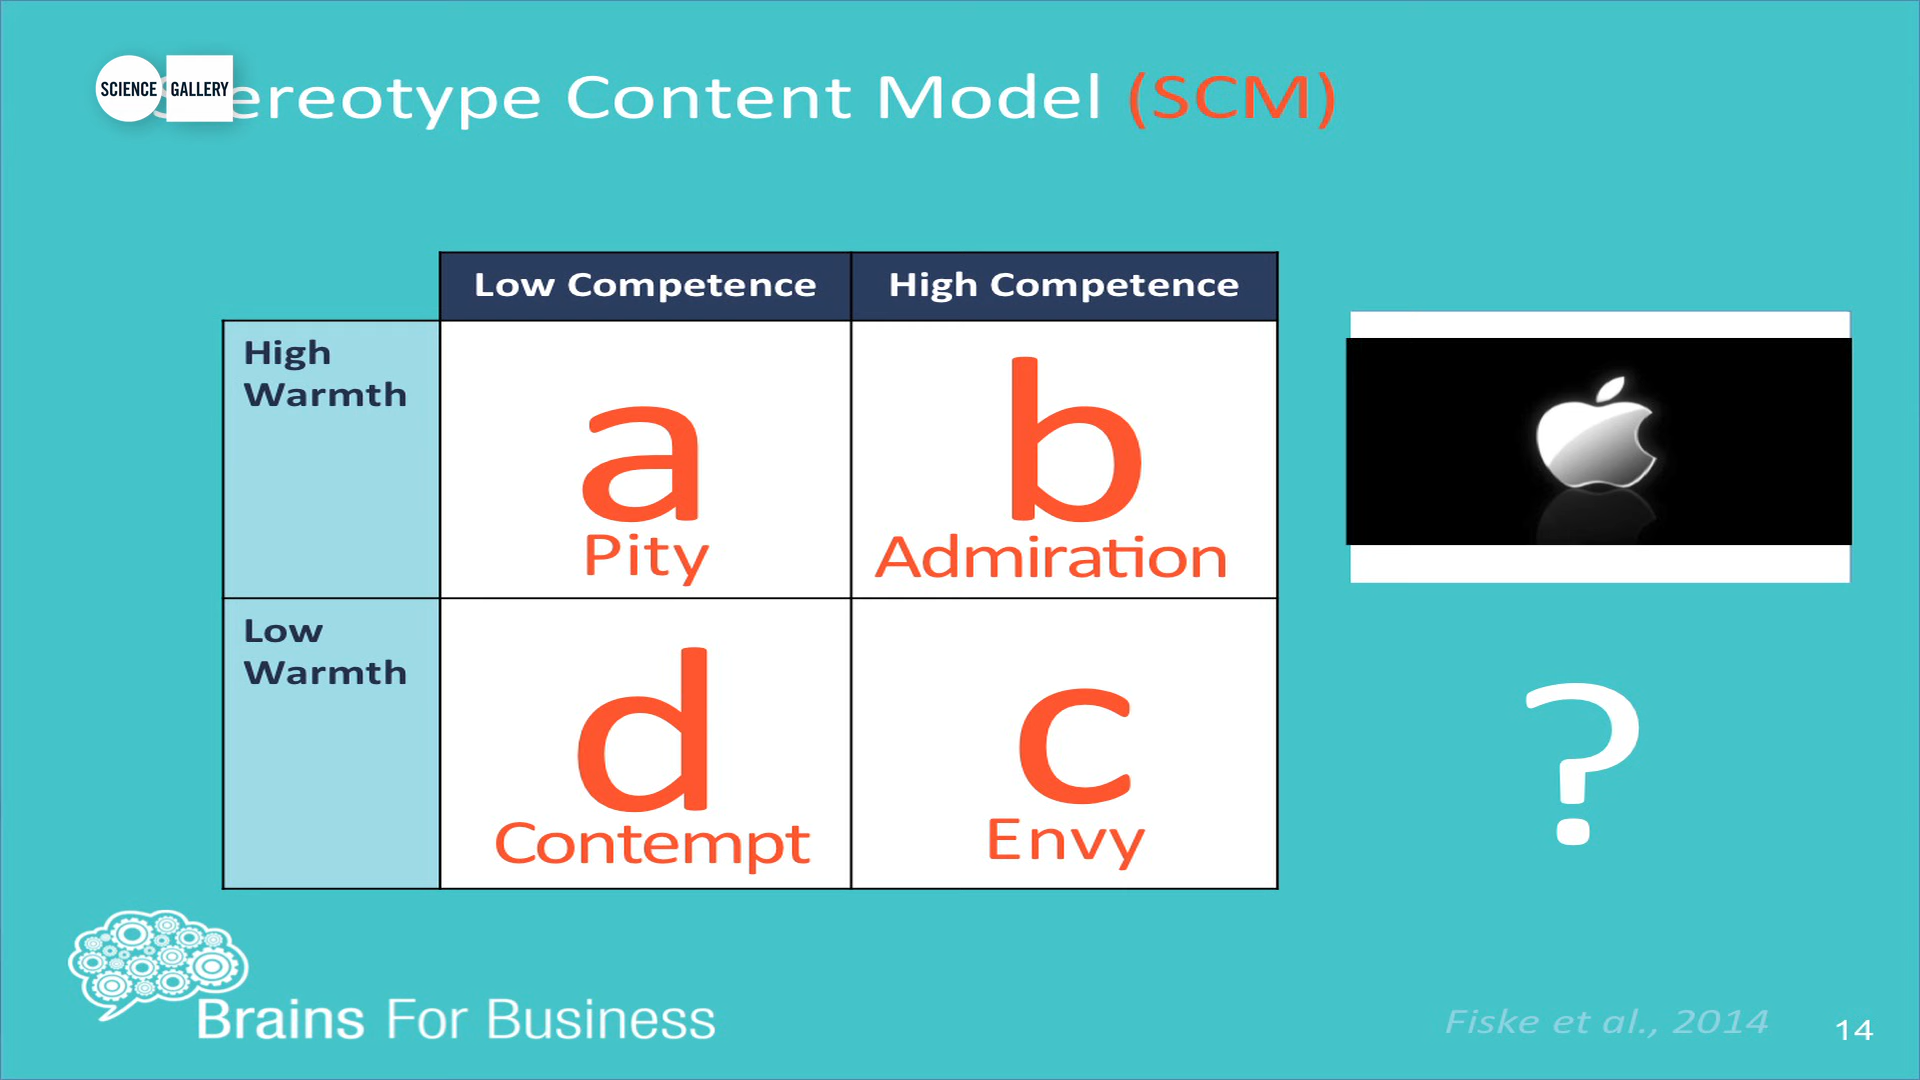 SCIENCE GALLERY
Stereotype Content Model (SCM)
Low Competence
High Competence
High
Warmth
a
Pity
b
Admiration
Low
Warmth
d
Contempt
c
Envy
?
Brains For Business
Fiske et al., 2014
14